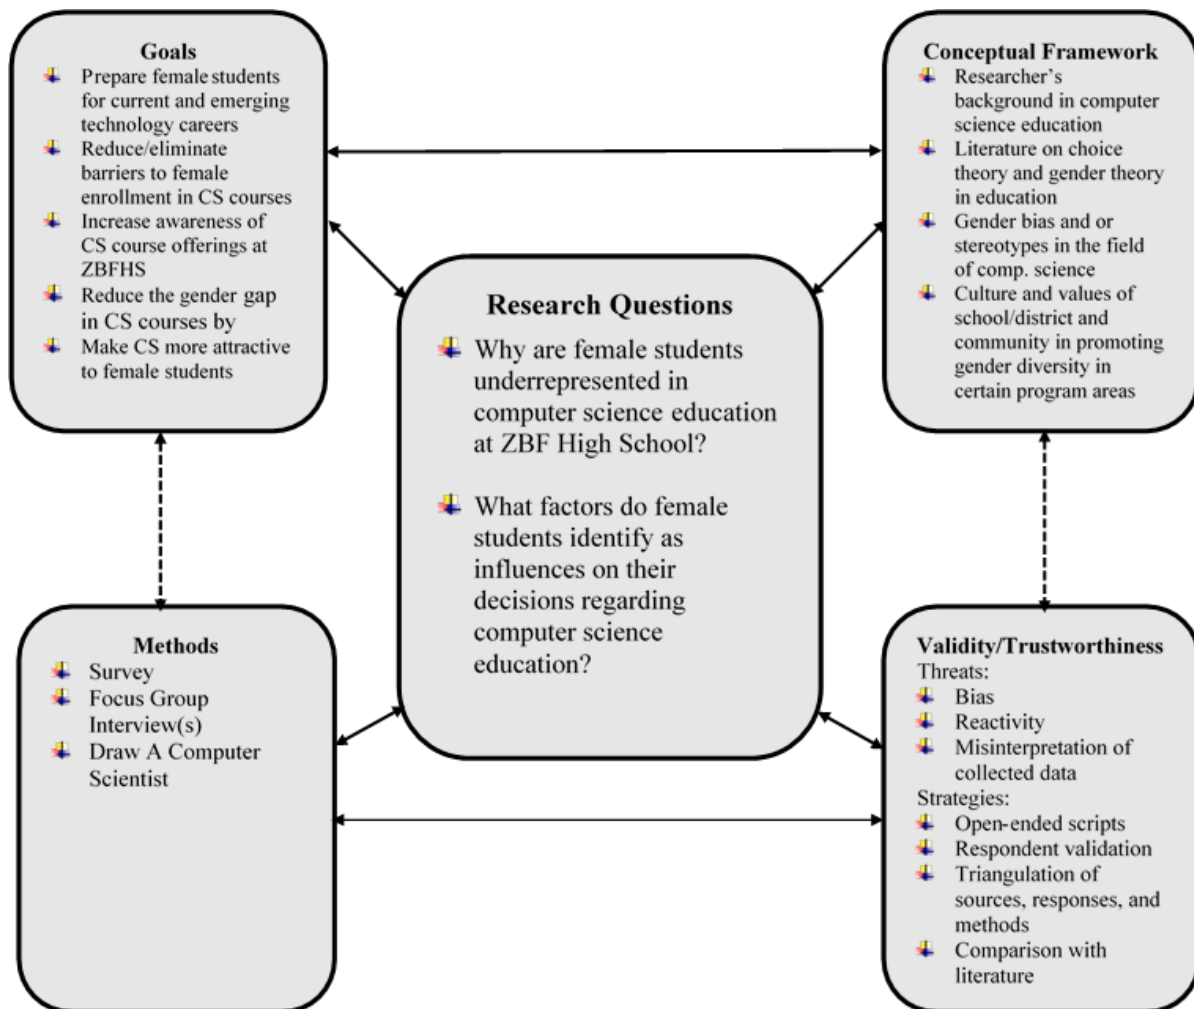 Goals
Prepare female students
for current and emerging
technology careers
Reduce/eliminate
barriers to female
enrollment in CS courses
Increase awareness of
CS course offerings at
ZBFHS
Reduce the gender gap
in CS courses by
Make CS more attractive
to female students
Conceptual Framework
Researcher's
background in computer
science education
Literature on choice
theory and gender theory
in education
Gender bias and or
stereotypes in the field
of comp. science
Culture and values of
school/district and
community in promoting
gender diversity in
certain program areas
Research Questions
Why are female students
underrepresented in
computer science education
at ZBF High School?
What factors do female
students identify as
influences on their
decisions regarding
computer science
education?
Methods
Survey
Focus Group
Interview(s)
Draw A Computer
Scientist
Validity/Trustworthiness
Threats:
Bias
Reactivity
Misinterpretation of
collected data
Strategies:
Open-ended scripts
Respondent validation
Triangulation of
sources, responses, and
methods
Comparison with
literature